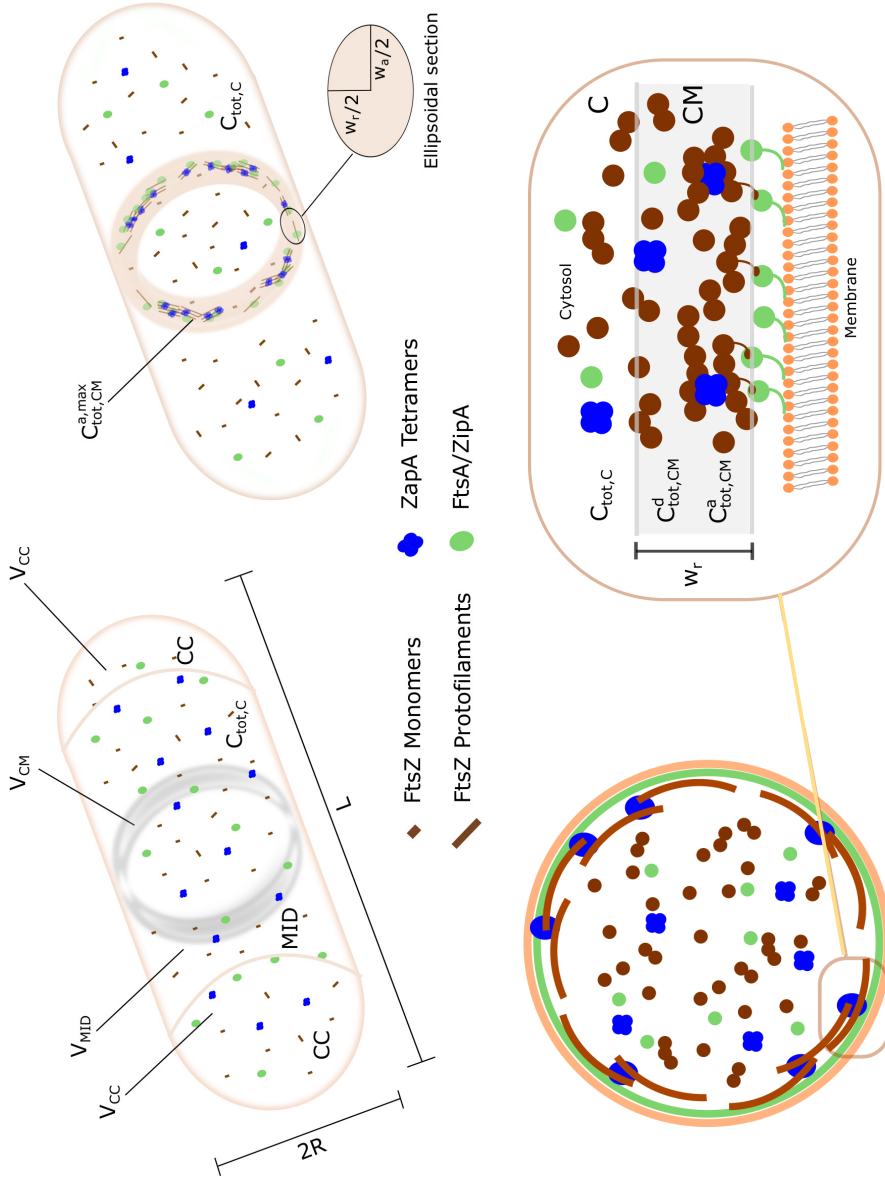 V_CC
V_MID
V_CM
V_CC
CC
MID
C_tot,C
CC
2R
L
C^a,max_tot,CM
C_tot,C
w_r/2
w_a/2
Ellipsoidal section
FtsZ Monomers
ZapA Tetramers
FtsZ Protofilaments
FtsA/ZipA
C_tot,C
Cytosol
C
C^d_tot,CM
CM
C^a_tot,CM
w_r
Membrane